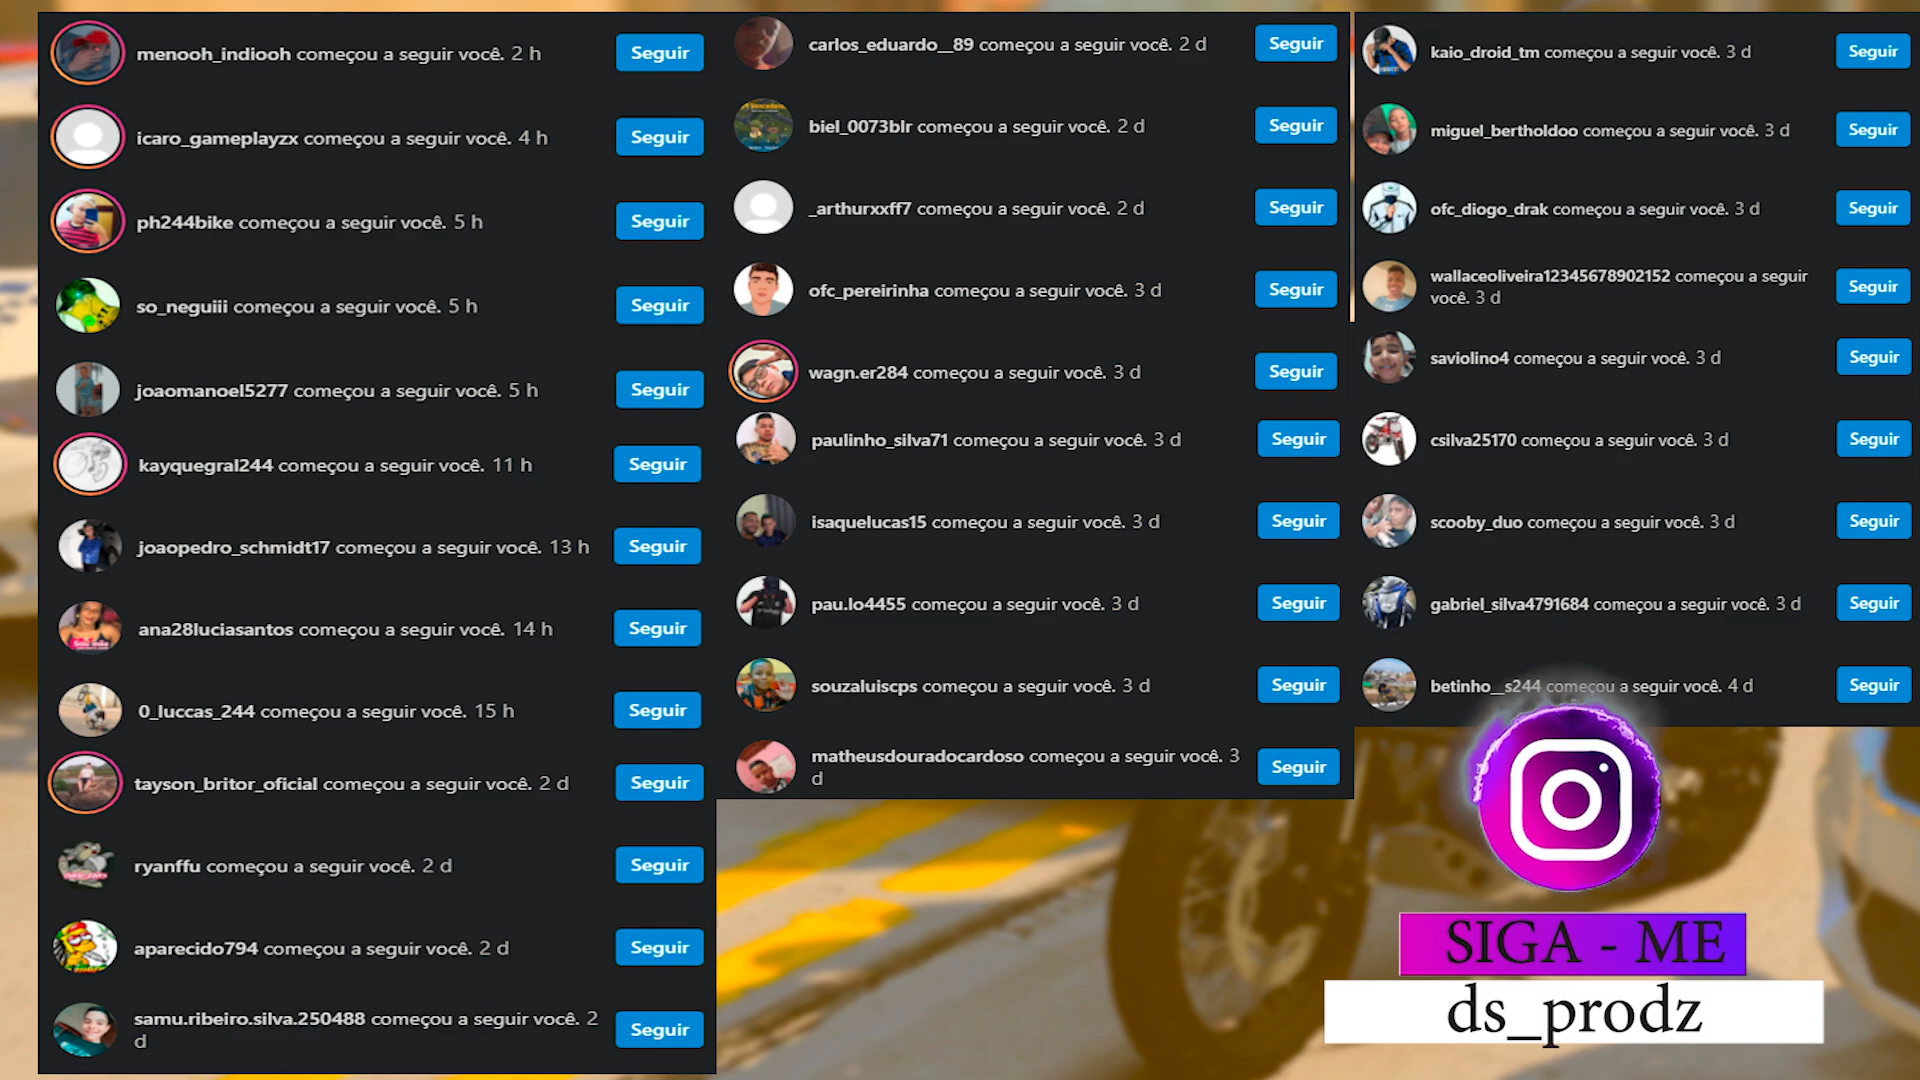 menooh_indiooh começou a seguir você. 2 h
Seguir
icaro_gameplayzx começou a seguir você. 4 h
Seguir
ph244bike começou a seguir você. 5 h
Seguir
so_neguiii começou a seguir você. 5 h
Seguir
joaomanoel5277 começou a seguir você. 5 h
Seguir
kayquegral244 começou a seguir você. 11 h
Seguir
joaopedro_schmidt17 começou a seguir você. 13 h
Seguir
ana28luciasantos começou a seguir você. 14 h
Seguir
0_luccas_244 começou a seguir você. 15 h
Seguir
tayson_britor_oficial começou a seguir você. 2 d
Seguir
ryanffu começou a seguir você. 2 d
Seguir
aparecido794 começou a seguir você. 2 d
Seguir
samu.ribeiro.silva.250488 começou a seguir você. 2
d
Seguir
carlos_eduardo__89 começou a seguir você. 2 d
Seguir
biel_0073blr começou a seguir você. 2 d
Seguir
_arthurxxff7 começou a seguir você. 2 d
Seguir
ofc_pereirinha começou a seguir você. 3 d
Seguir
wagn.er284 começou a seguir você. 3 d
Seguir
paulinho_silva71 começou a seguir você. 3 d
Seguir
isaquelucas15 começou a seguir você. 3 d
Seguir
pau.lo4455 começou a seguir você. 3 d
Seguir
souzaluiscps começou a seguir você. 3 d
Seguir
matheusdouradocardoso começou a seguir você. 3
d
Seguir
kaio_droid_tm começou a seguir você. 3 d
Seguir
miguel_bertholdoo começou a seguir você. 3 d
Seguir
ofc_diogo_drak começou a seguir você. 3 d
Seguir
wallaceoliveira12345678902152 começou a seguir
você. 3 d
Seguir
saviolino4 começou a seguir você. 3 d
Seguir
csilva25170 começou a seguir você. 3 d
Seguir
scooby_duo começou a seguir você. 3 d
Seguir
gabriel_silva4791684 começou a seguir você. 3 d
Seguir
betinho__s244 começou a seguir você. 4 d
Seguir
SIGA - ME
ds_prodz